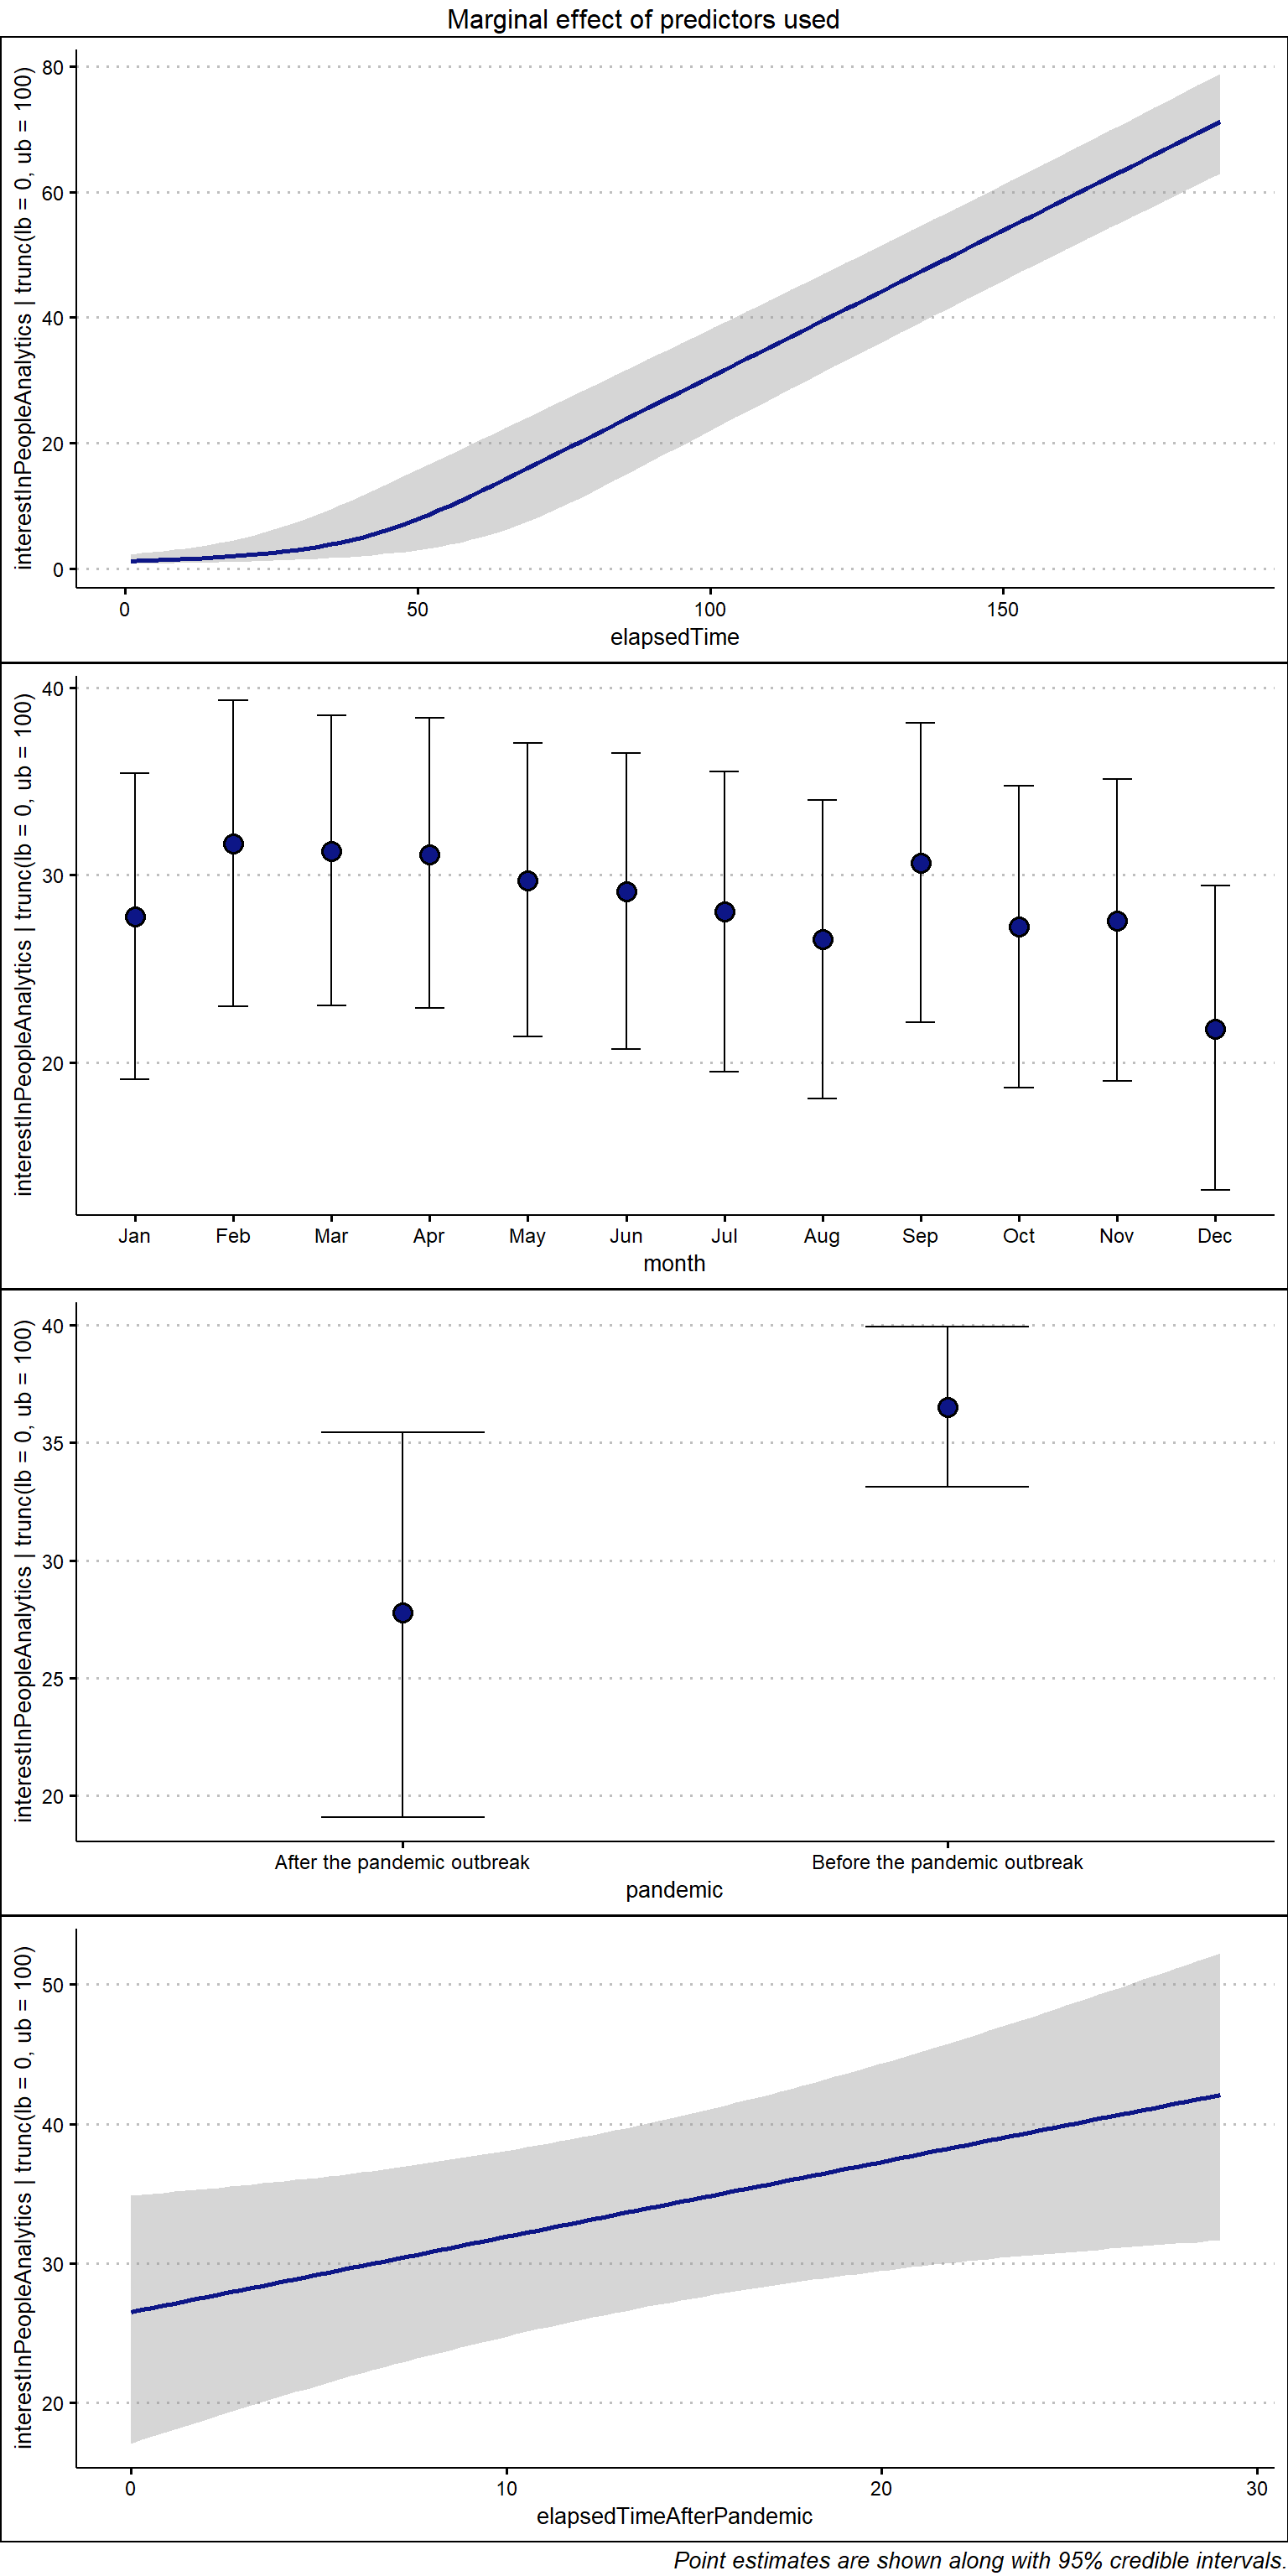 Marginal effect of predictors used
interestInPeopleAnalytics | trunc(lb = 0, ub = 100)
80
60
40
20
0
0 50 100 150
elapsedTime
interestInPeopleAnalytics | trunc(lb = 0, ub = 100)
40
30
20
Jan Feb Mar Apr May Jun Jul Aug Sep Oct Nov Dec
month
interestInPeopleAnalytics | trunc(lb = 0, ub = 100)
40
35
30
25
20
After the pandemic outbreak Before the pandemic outbreak
pandemic
interestInPeopleAnalytics | trunc(lb = 0, ub = 100)
50
40
30
20
0 10 20 30
elapsedTimeAfterPandemic
Point estimates are shown along with 95% credible intervals.